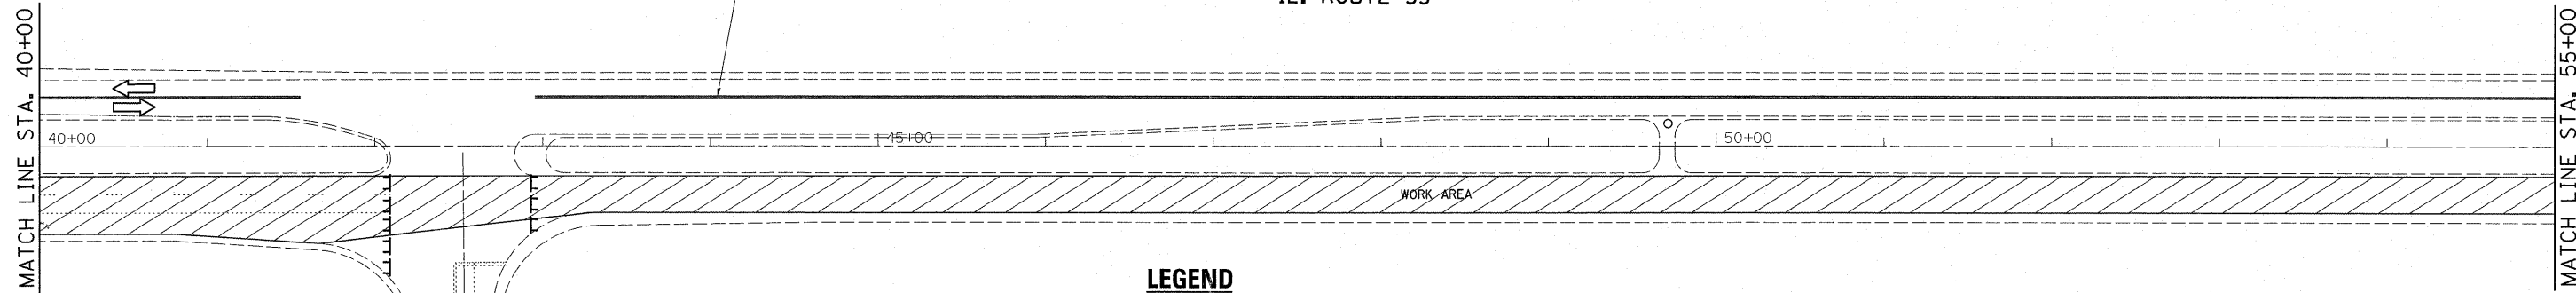 MATCH LINE STA. 40+00
40+00
45+00
50+00
WORK AREA
LEGEND
MATCH LINE STA. 55+00